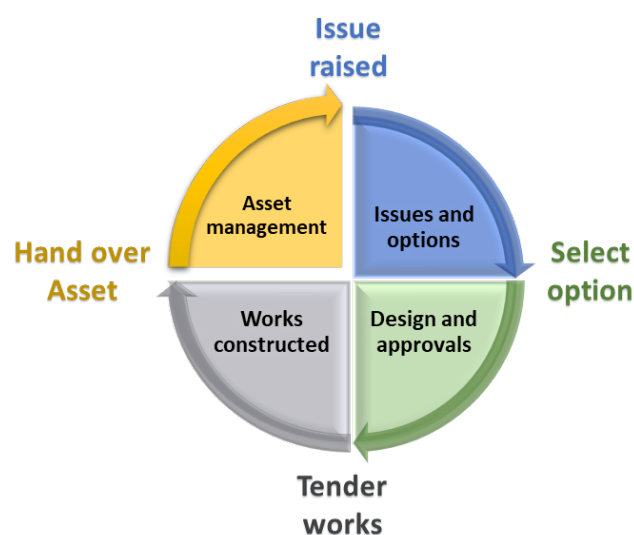 Issue
raised
Asset
management
Issues and
options
Hand over
Asset
Select
option
Works
constructed
Design and
approvals
Tender
works